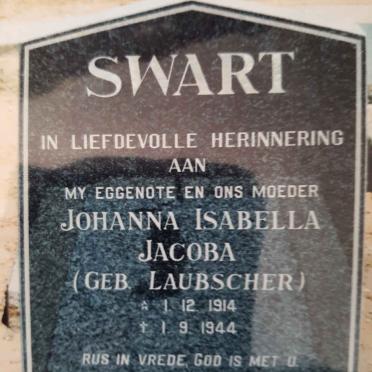 SWART
IN LIEFDEVOLLE HERINNERING
AAN
MY EGGENOTE EN ONS MOEDER
JOHANNA ISABELLA
JACOBA
(GEB. LAUBSCHER)
☆ 1. 12. 1914
† 1. 9. 1944
RUS IN VREDE, GOD IS MET U.